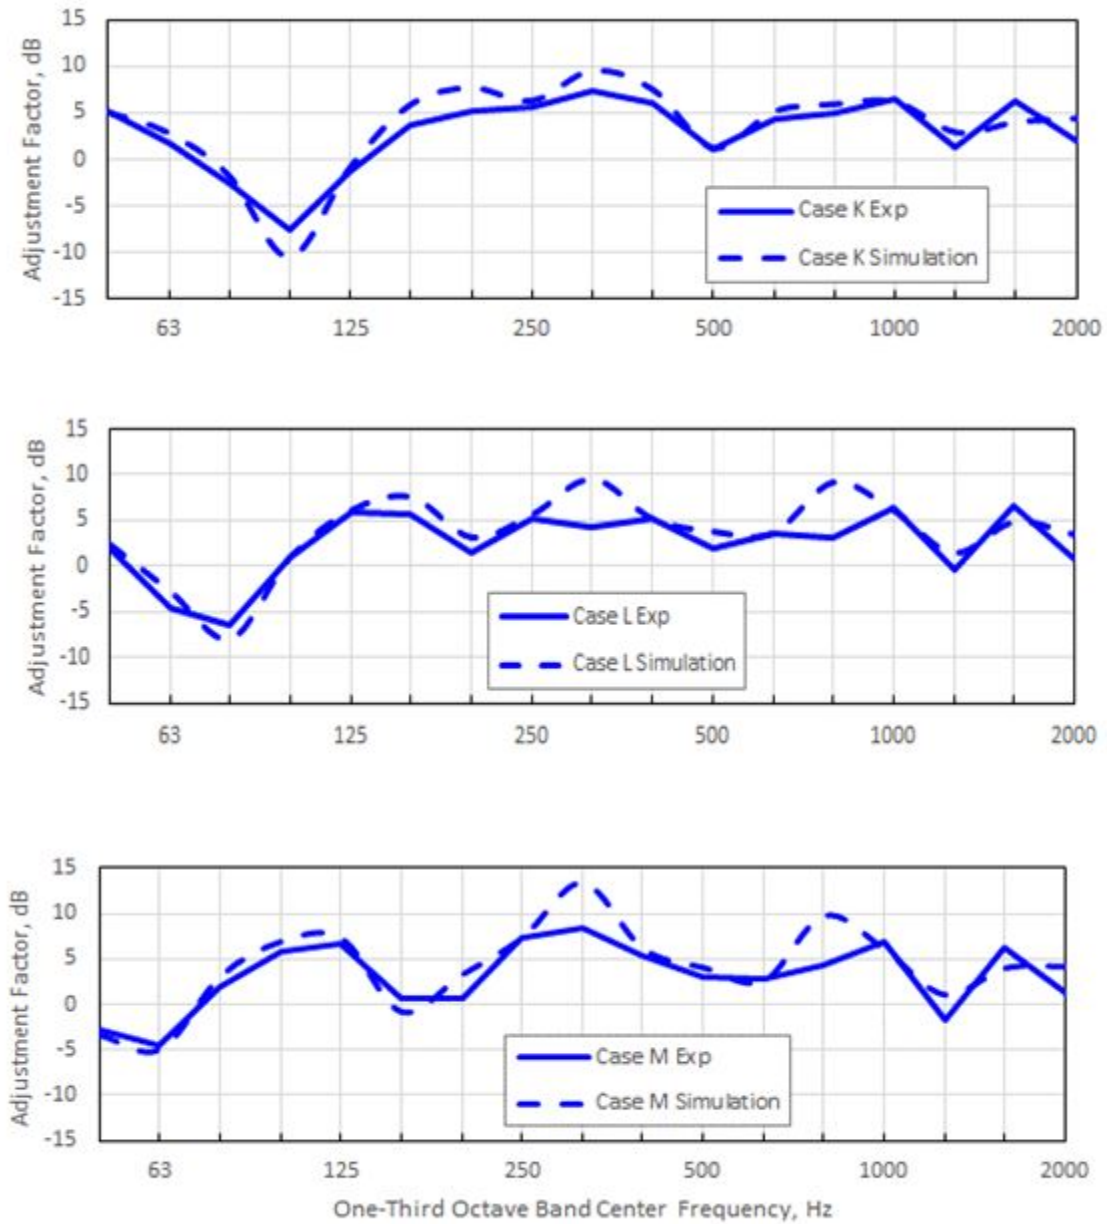 Adjustment Factor, dB
15
10
5
0
-5
-10
-15
Case K Exp
Case K Simulation
63 125 250 500 1000 2000
Adjustment Factor, dB
15
10
5
0
-5
-10
-15
Case L Exp
Case L Simulation
63 125 250 500 1000 2000
Adjustment Factor, dB
15
10
5
0
-5
-10
-15
Case M Exp
Case M Simulation
63 125 250 500 1000 2000
One-Third Octave Band Center Frequency, Hz